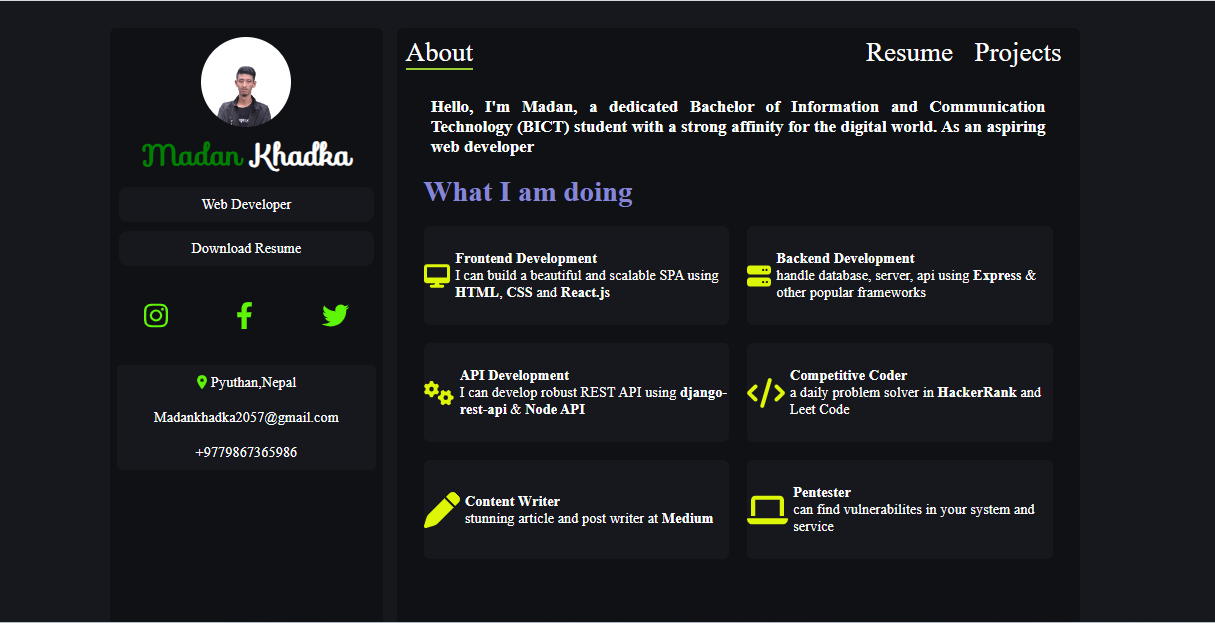 Madan Khadka
Web Developer
Download Resume
Pyuthan,Nepal
Madankhadka2057@gmail.com
+9779867365986
About
Resume
Projects
Hello, I'm Madan, a dedicated Bachelor of Information and Communication
Technology (BICT) student with a strong affinity for the digital world. As an aspiring
web developer
What I am doing
Frontend Development
I can build a beautiful and scalable SPA using
HTML, CSS and React.js
Backend Development
handle database, server, api using Express &
other popular frameworks
API Development
I can develop robust REST API using django-
rest-api & Node API
Competitive Coder
a daily problem solver in HackerRank and
Leet Code
Content Writer
stunning article and post writer at Medium
Pentester
can find vulnerabilites in your system and
service